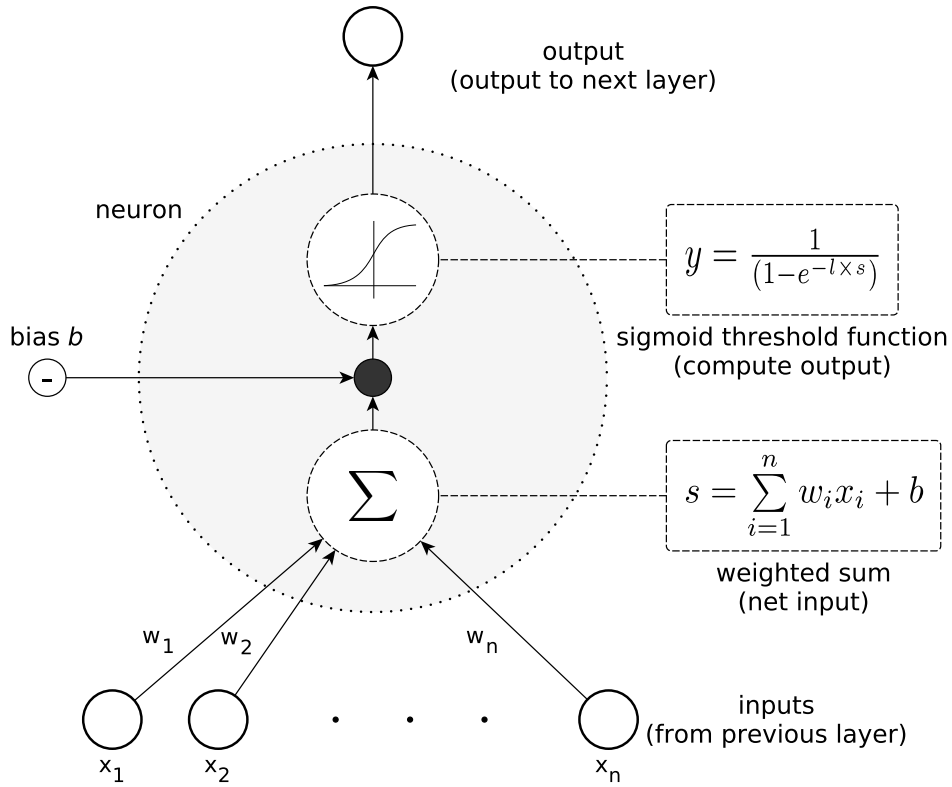 output
(output to next layer)
neuron
y = 1/(1−e^{−l×s})
bias b
-
sigmoid threshold function
(compute output)
∑
s = ∑_{i=1}^{n} w_i x_i + b
weighted sum
(net input)
w_1 w_2 w_n
inputs
(from previous layer)
. . .
x_1 x_2 x_n